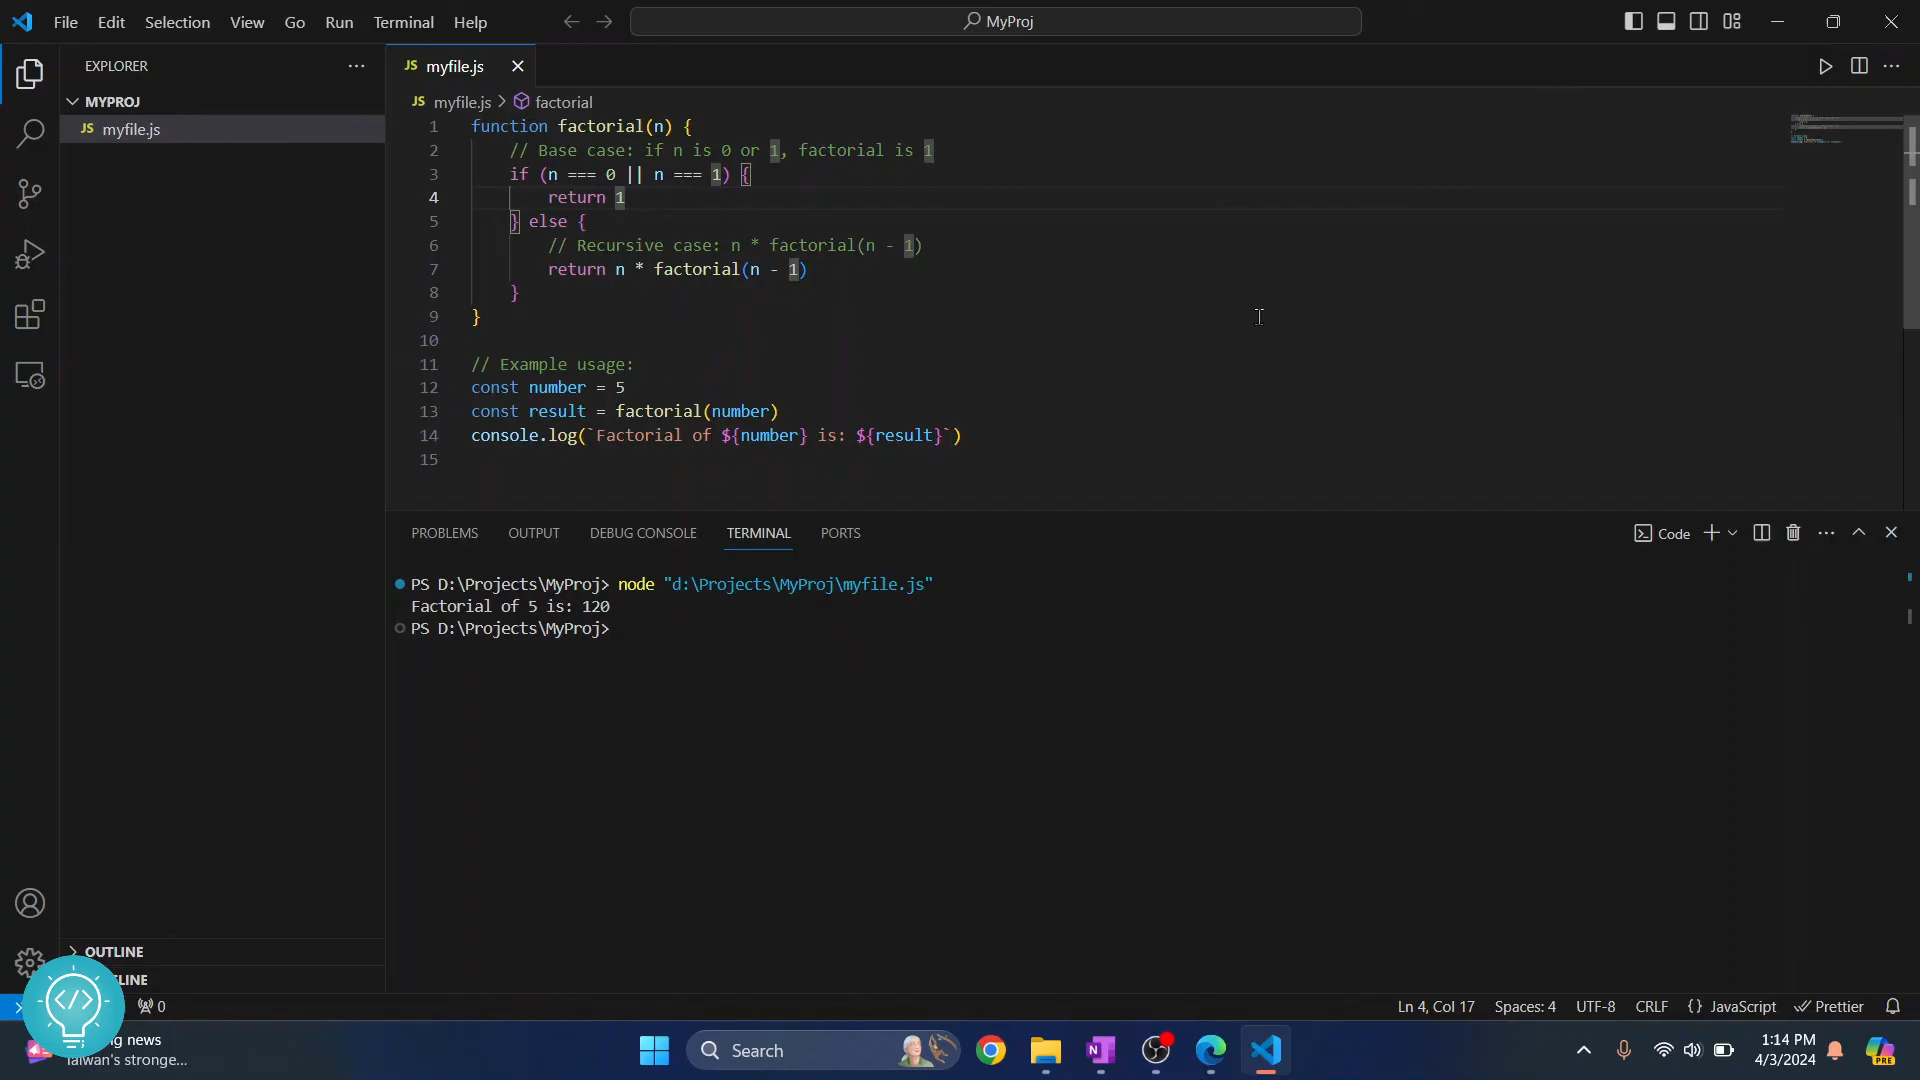 File Edit Selection View Go Run Terminal Help
MyProj
EXPLORER
MYPROJ
JS myfile.js
JS myfile.js
JS myfile.js > factorial
1 function factorial(n) {
2 // Base case: if n is 0 or 1, factorial is 1
3 if (n === 0 || n === 1) {
4 return 1
5 } else {
6 // Recursive case: n * factorial(n - 1)
7 return n * factorial(n - 1)
8 }
9 }
10
11 // Example usage:
12 const number = 5
13 const result = factorial(number)
14 console.log(`Factorial of ${number} is: ${result}`)
15
PROBLEMS OUTPUT DEBUG CONSOLE TERMINAL PORTS
Code
PS D:\Projects\MyProj> node "d:\Projects\MyProj\myfile.js"
Factorial of 5 is: 120
PS D:\Projects\MyProj>
OUTLINE
LINE
0
Ln 4, Col 17 Spaces: 4 UTF-8 CRLF {} JavaScript Prettier
</>
g news
Taiwan's stronge...
Search
N
1:14 PM
4/3/2024
PRE